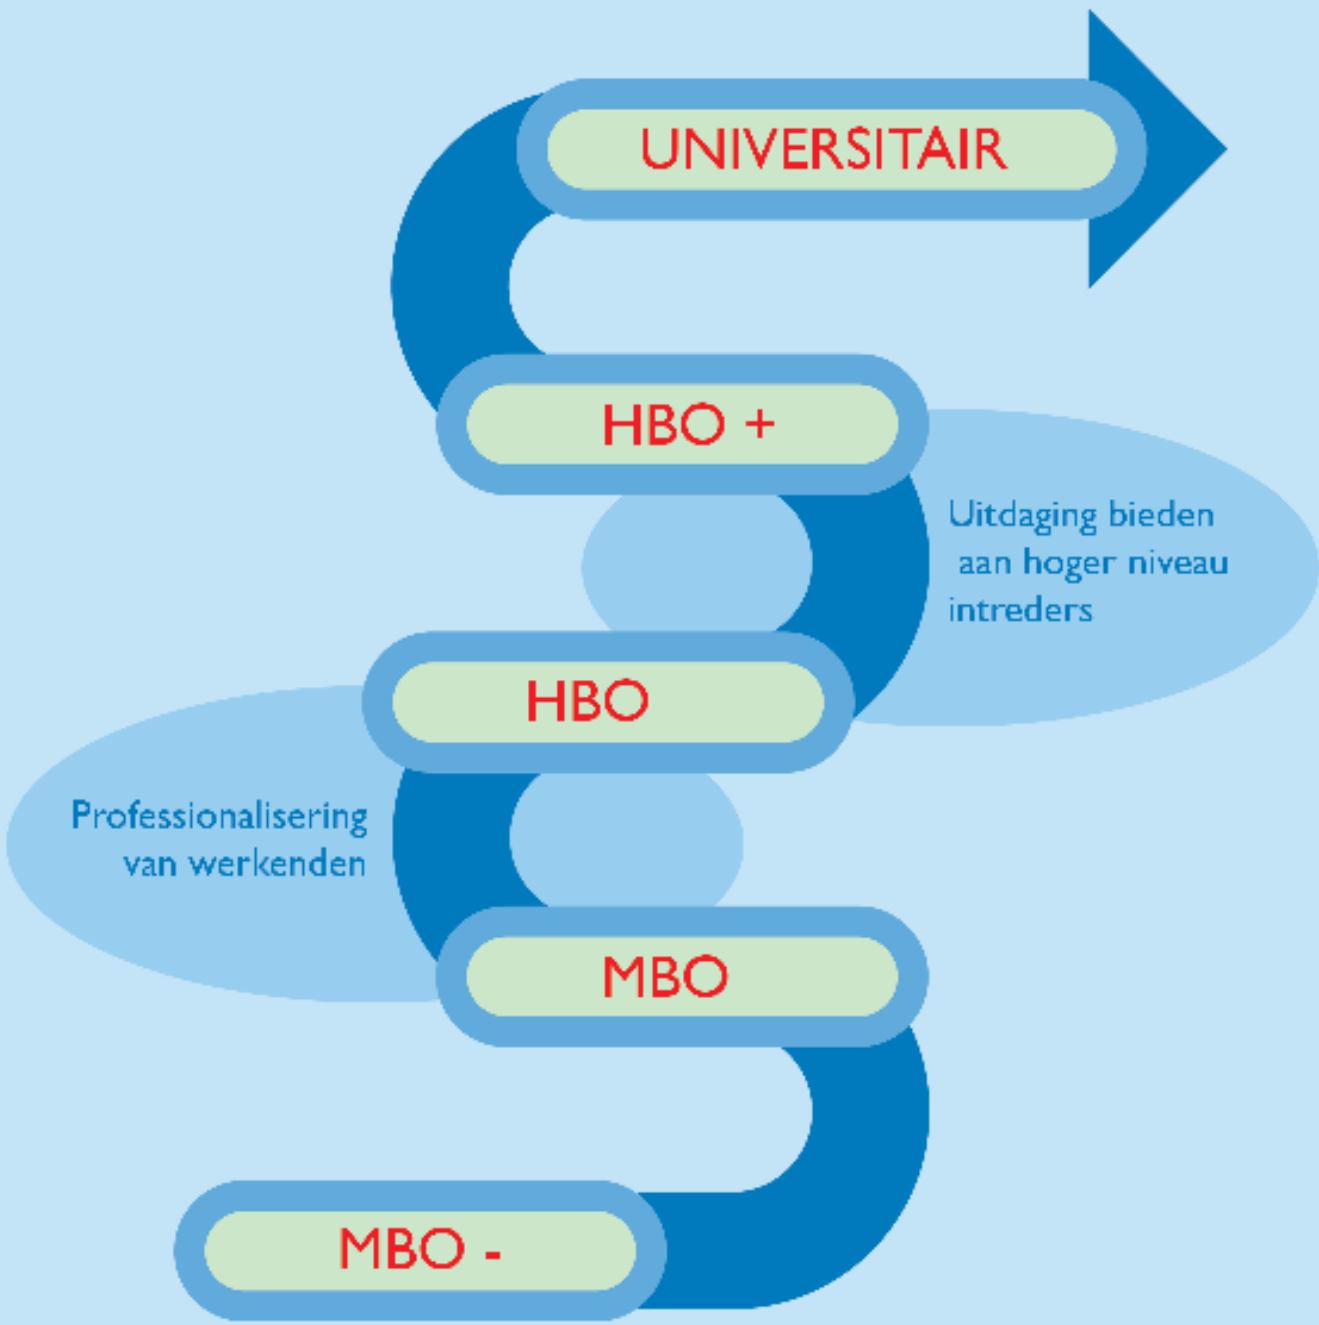 UNIVERSITAIR
HBO +
Uitdaging bieden
aan hoger niveau
intreders
HBO
Professionalisering
van werkenden
MBO
MBO -